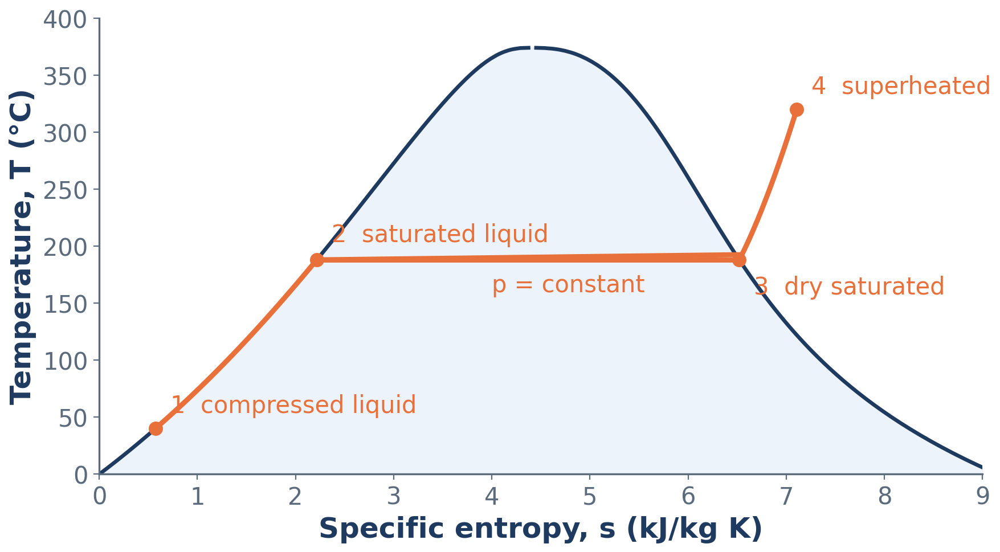 Temperature, T (°C)
400
350
300
250
200
150
100
50
0
4  superheated
2  saturated liquid
p = constant
3  dry saturated
1  compressed liquid
0 1 2 3 4 5 6 7 8 9
Specific entropy, s (kJ/kg K)